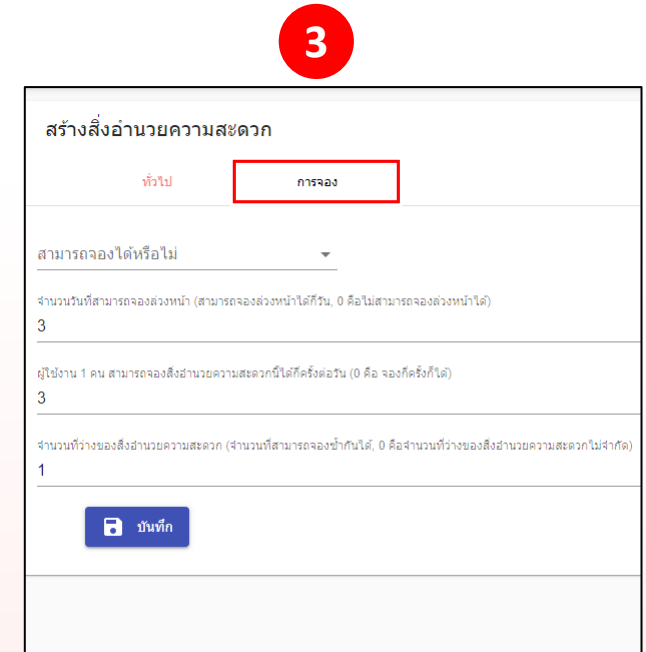 3
สร้างสิ่งอำนวยความสะดวก
ทั่วไป การจอง
สามารถจองได้หรือไม่
จำนวนวันที่สามารถจองล่วงหน้า (สามารถจองล่วงหน้าได้กี่วัน, 0 คือไม่สามารถจองล่วงหน้าได้)
3
ผู้ใช้งาน 1 คน สามารถจองสิ่งอำนวยความสะดวกนี้ได้กี่ครั้งต่อวัน (0 คือ จองกี่ครั้งก็ได้)
3
จำนวนที่ว่างของสิ่งอำนวยความสะดวก (จำนวนที่สามารถจองซ้ำกันได้, 0 คือจำนวนที่ว่างของสิ่งอำนวยความสะดวกไม่จำกัด)
1
บันทึก